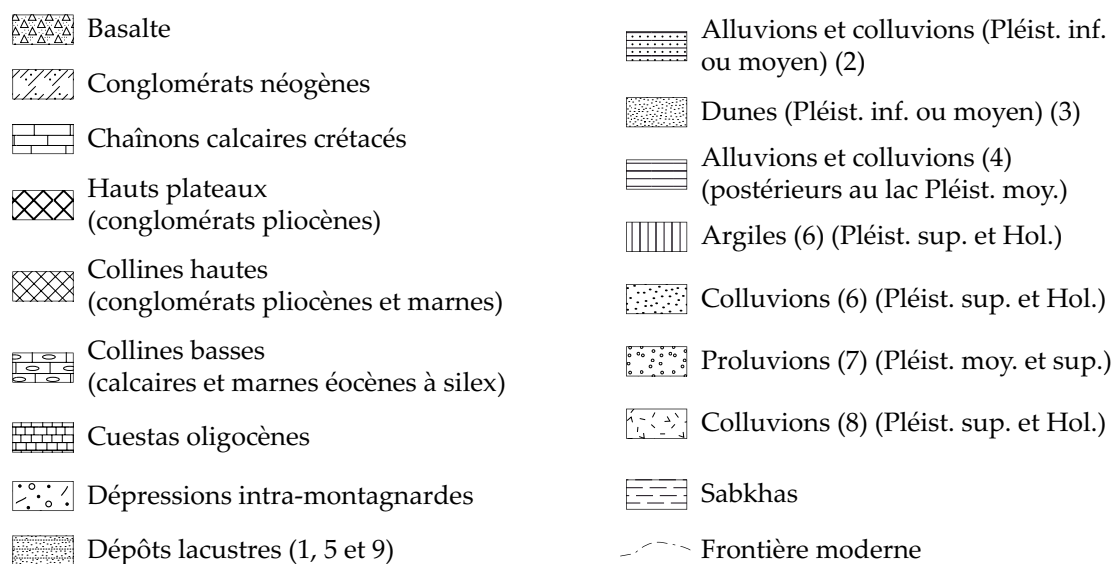 Basalte
Conglomérats néogènes
Chaînons calcaires crétacés
Hauts plateaux
(conglomérats pliocènes)
Collines hautes
(conglomérats pliocènes et marnes)
Collines basses
(calcaires et marnes éocènes à silex)
Cuestas oligocènes
Dépressions intra-montagnardes
Dépôts lacustres (1, 5 et 9)
Alluvions et colluvions (Pléist. inf.
ou moyen) (2)
Dunes (Pléist. inf. ou moyen) (3)
Alluvions et colluvions (4)
(postérieurs au lac Pléist. moy.)
Argiles (6) (Pléist. sup. et Hol.)
Colluvions (6) (Pléist. sup. et Hol.)
Proluvions (7) (Pléist. moy. et sup.)
Colluvions (8) (Pléist. sup. et Hol.)
Sabkhas
Frontière moderne